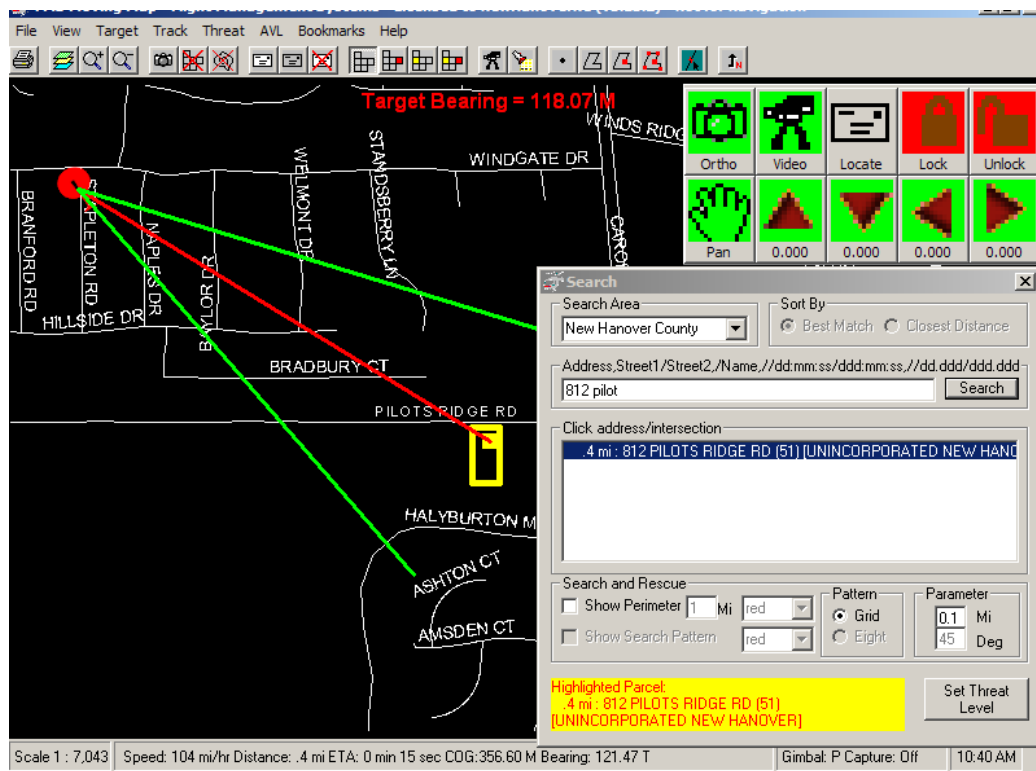 File View Target Track Threat AVL Bookmarks Help
Target Bearing = 118.07 M
WINDS RIDG
WINDGATE DR
STANDSBERRY LN
WELMONT DR
BRANFORD RD
STAPLETON RD
NAPLES DR
BAYLOR DR
HILLSIDE DR
BRADBURY CT
PILOTS RIDGE RD
HALYBURTON M
ASHTON CT
AMSDEN CT
CARO
Ortho Video Locate Lock Unlock
Pan 0.000 0.000 0.000 0.000
Search
Search Area
New Hanover County
Sort By
Best Match Closest Distance
Address,Street1/Street2,/Name,//dd:mm:ss/ddd:mm:ss,//dd.ddd/ddd.ddd
812 pilot
Search
Click address/intersection
.4 mi : 812 PILOTS RIDGE RD (51) [UNINCORPORATED NEW HANO
Search and Rescue
Show Perimeter 1 Mi red
Show Search Pattern red
Pattern
Grid
Eight
Parameter
0.1 Mi
45 Deg
Highlighted Parcel:
.4 mi : 812 PILOTS RIDGE RD (51)
[UNINCORPORATED NEW HANOVER]
Set Threat
Level
Scale 1 : 7,043 Speed: 104 mi/hr Distance: .4 mi ETA: 0 min 15 sec COG:356.60 M Bearing: 121.47 T Gimbal: P Capture: Off 10:40 AM